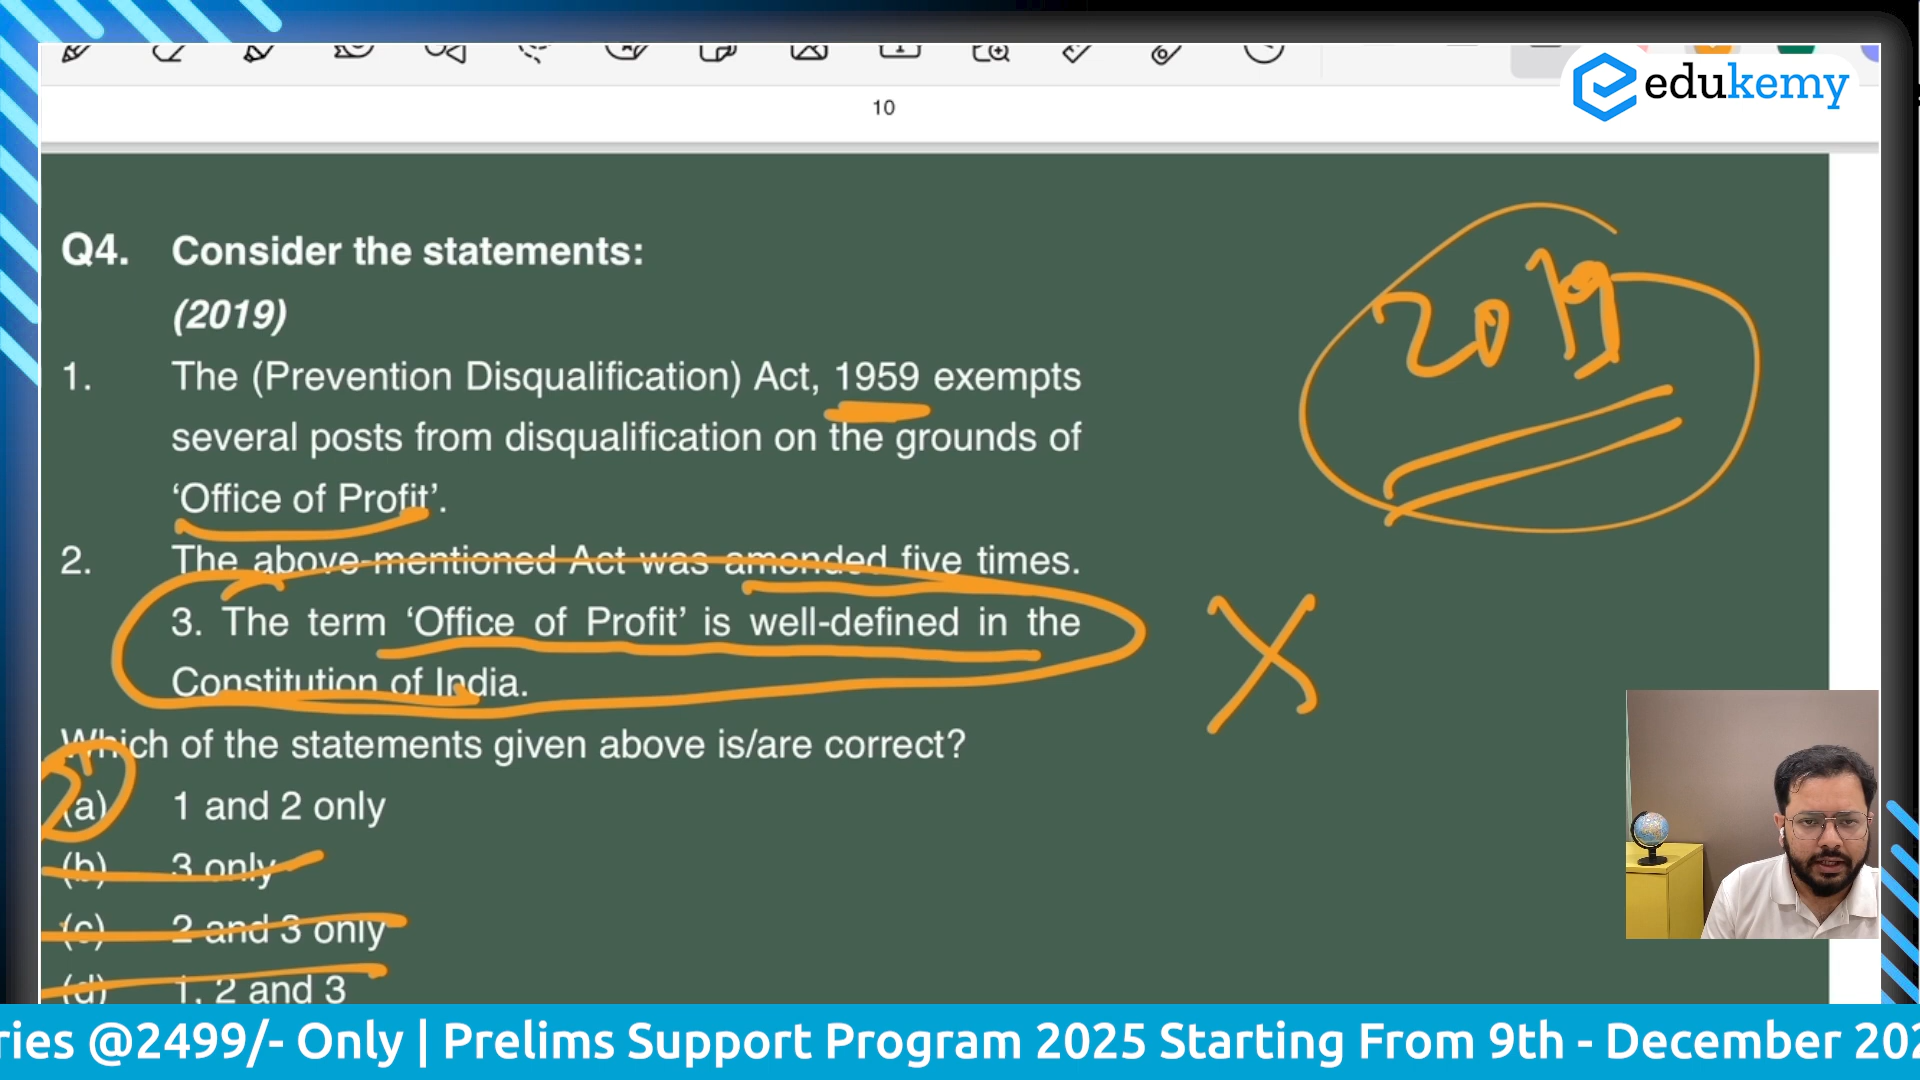 edukemy
10
Q4. Consider the statements:
(2019)
2019
1. The (Prevention Disqualification) Act, 1959 exempts
several posts from disqualification on the grounds of
‘Office of Profit’.
2. The above-mentioned Act was amended five times.
3. The term ‘Office of Profit’ is well-defined in the
Constitution of India.
Which of the statements given above is/are correct?
(a) 1 and 2 only
(b) 3 only
(c) 2 and 3 only
(d) 1, 2 and 3
@2499/- Only | Prelims Support Program 2025 Starting From 9th - December